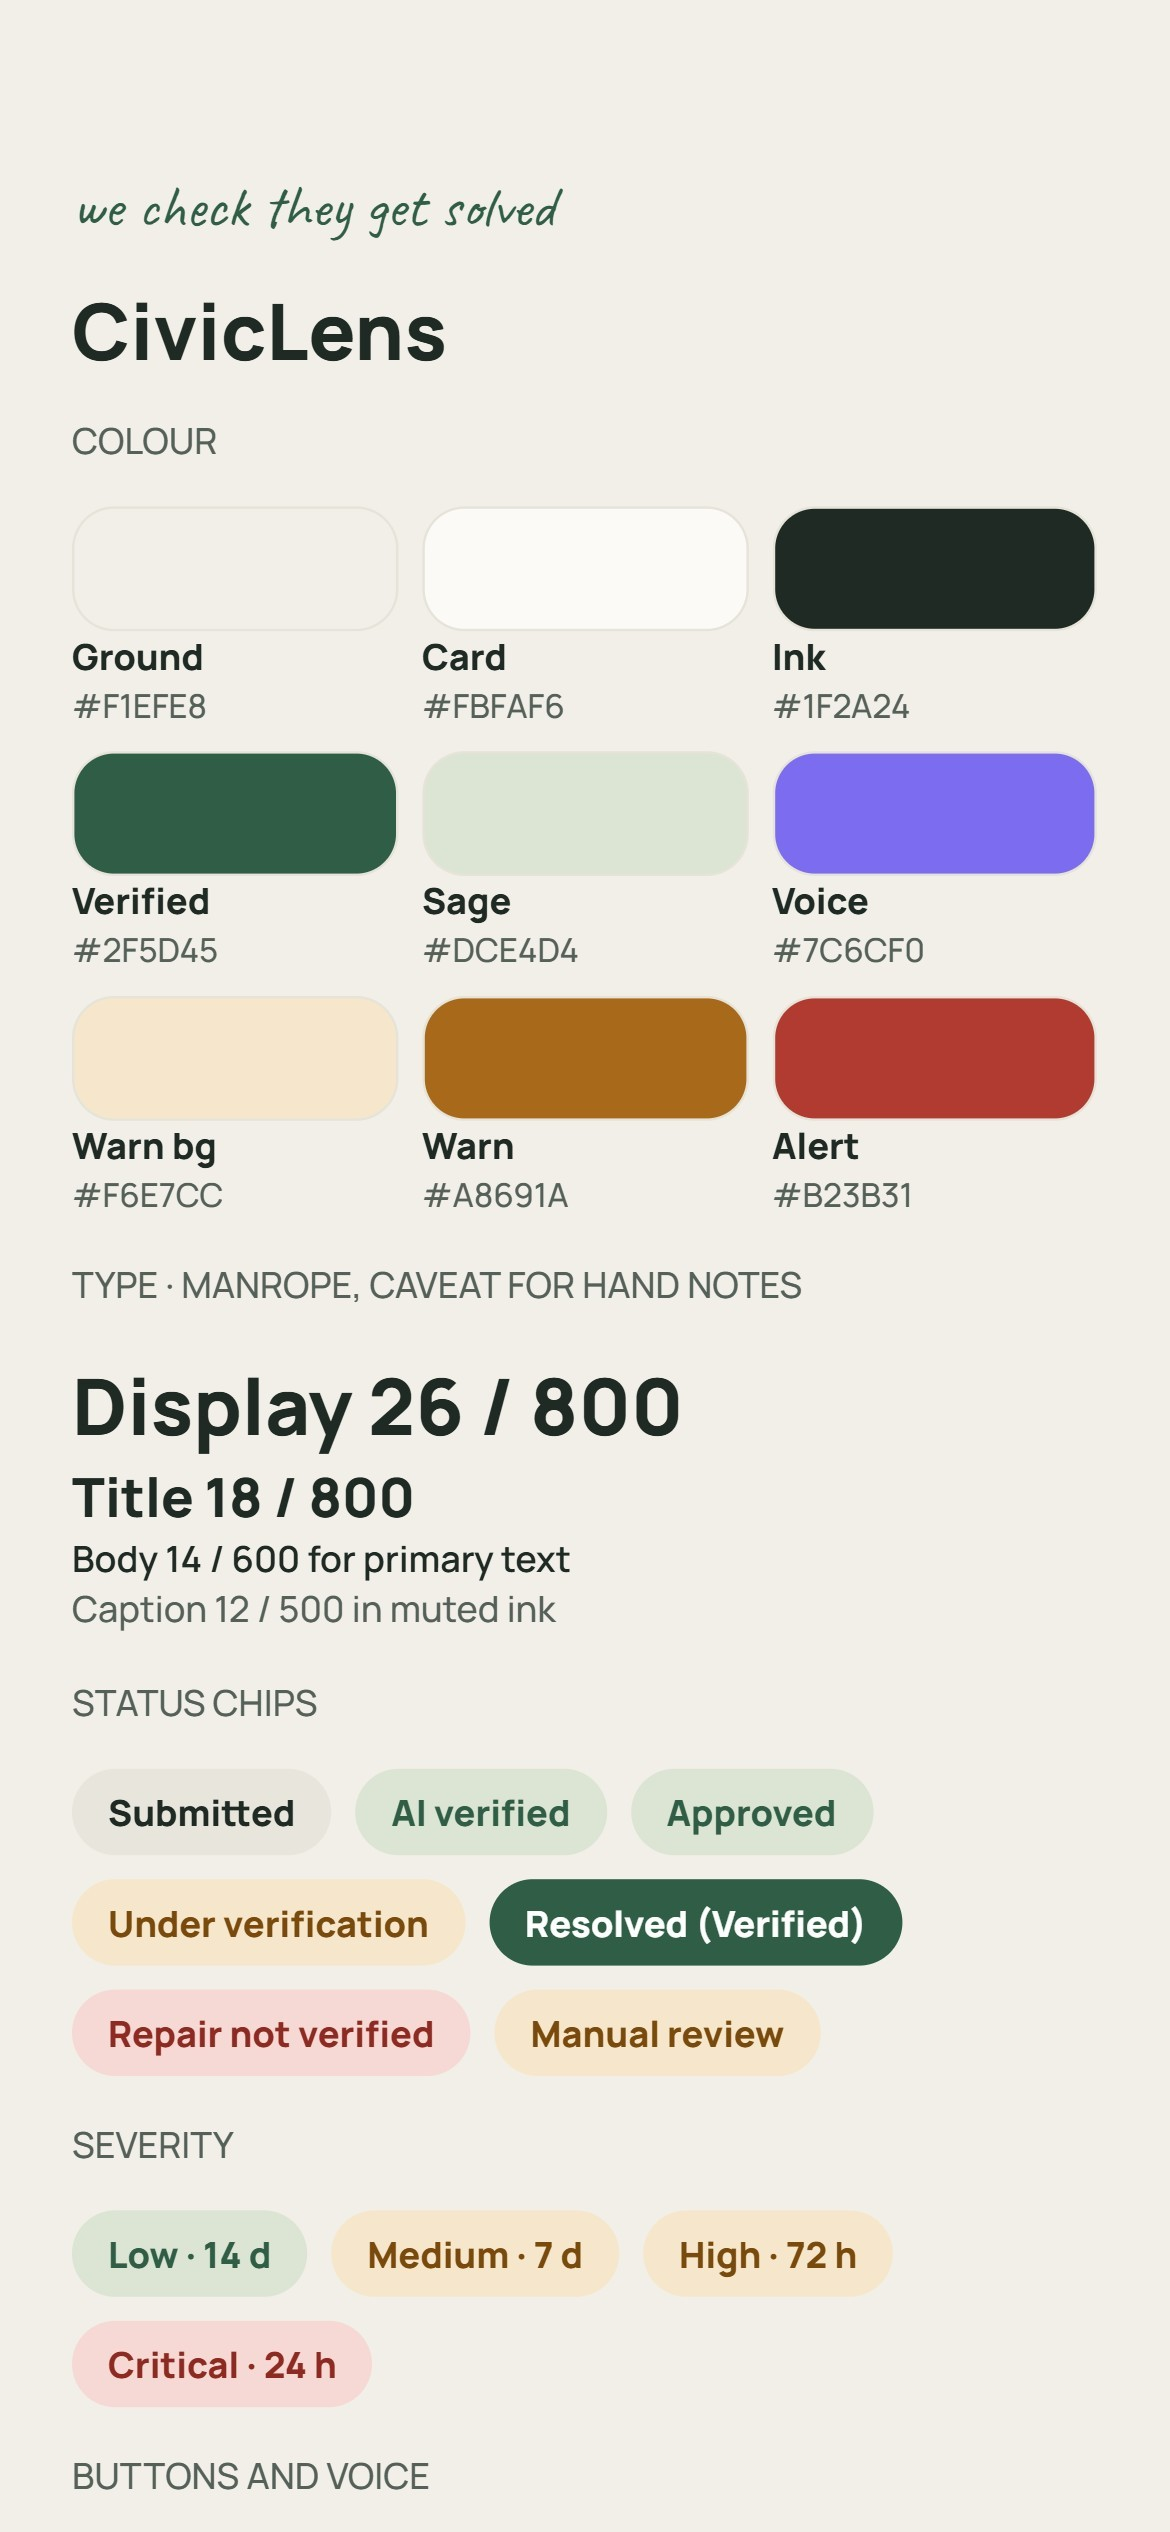 we check they get solved
CivicLens
COLOUR
Ground Card Ink
#F1EFE8 #FBFAF6 #1F2A24
Verified Sage Voice
#2F5D45 #DCE4D4 #7C6CF0
Warn bg Warn Alert
#F6E7CC #A8691A #B23B31
TYPE · MANROPE, CAVEAT FOR HAND NOTES
Display 26 / 800
Title 18 / 800
Body 14 / 600 for primary text
Caption 12 / 500 in muted ink
STATUS CHIPS
Submitted AI verified Approved
Under verification Resolved (Verified)
Repair not verified Manual review
SEVERITY
Low · 14 d Medium · 7 d High · 72 h
Critical · 24 h
BUTTONS AND VOICE